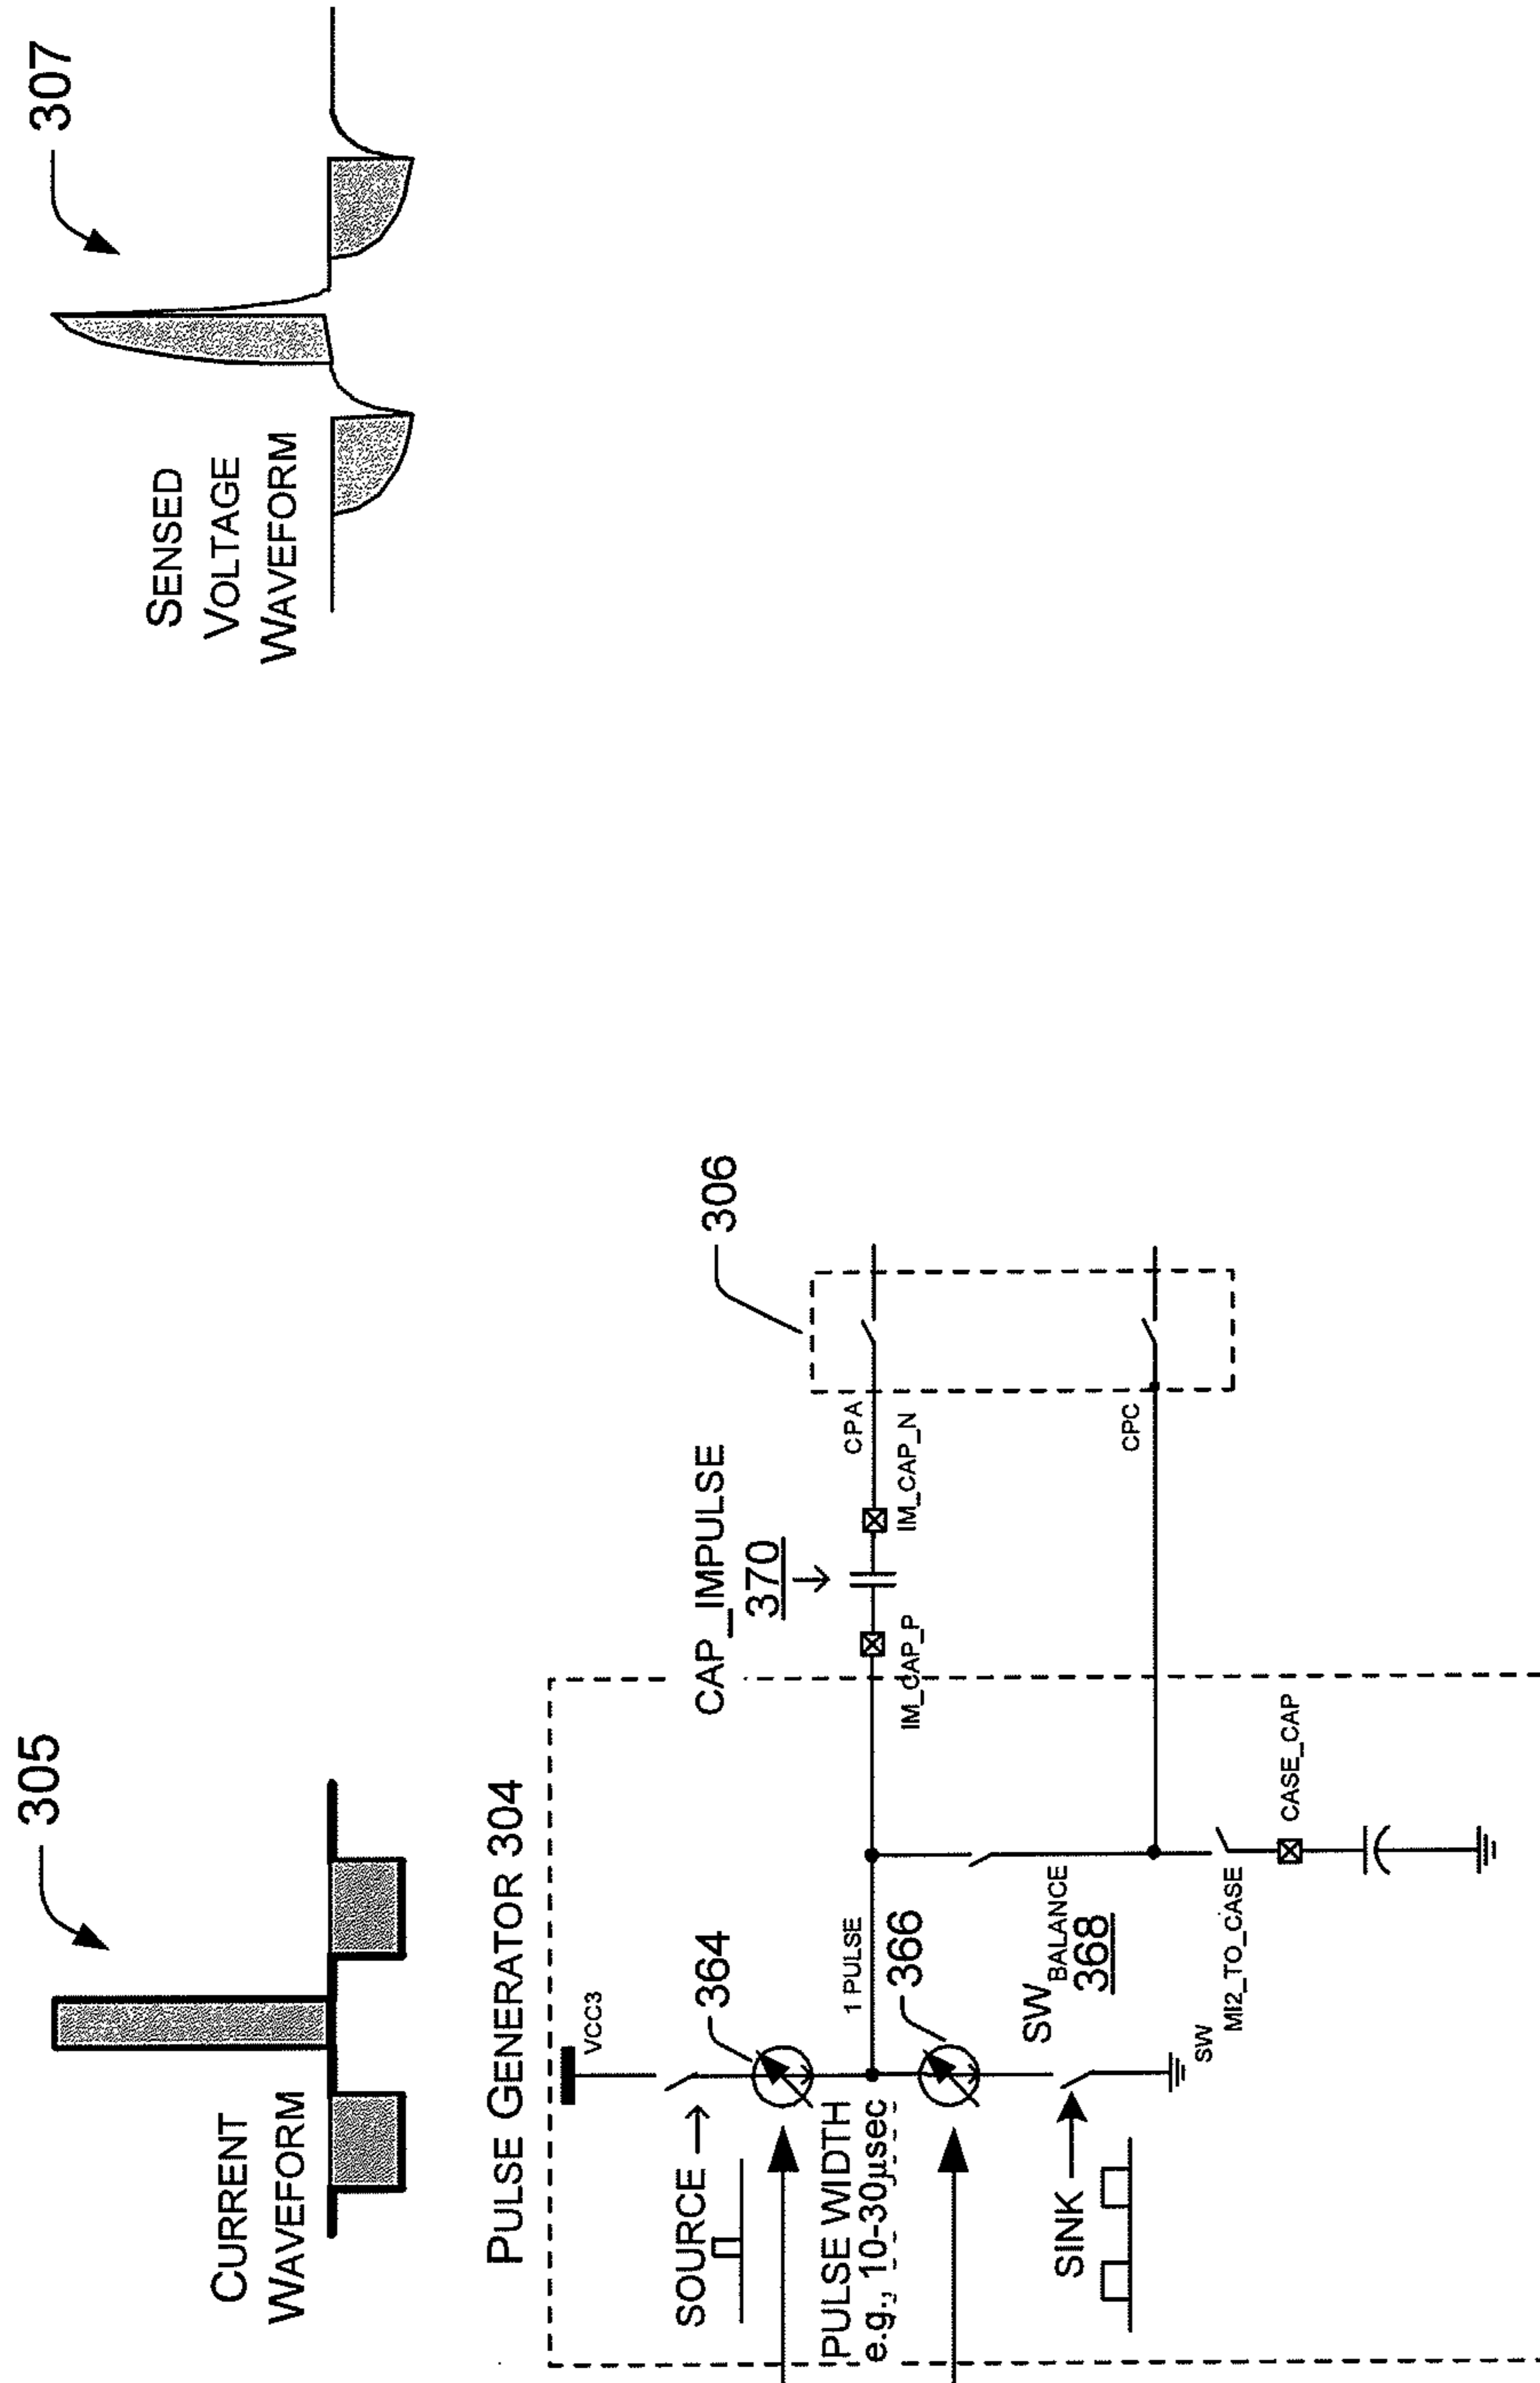 305
307
CURRENT
WAVEFORM
SENSED
VOLTAGE
WAVEFORM
PULSE GENERATOR 304
VCC3
SOURCE
364
PULSE WIDTH
e.g., 10-30µsec
1 PULSE
366
SINK
SW BALANCE
368
SW
MI2_TO_CASE
CASE_CAP
CAP_IMPULSE
370
IM_CAP_P
IM_CAP_N
CPA
CPC
306